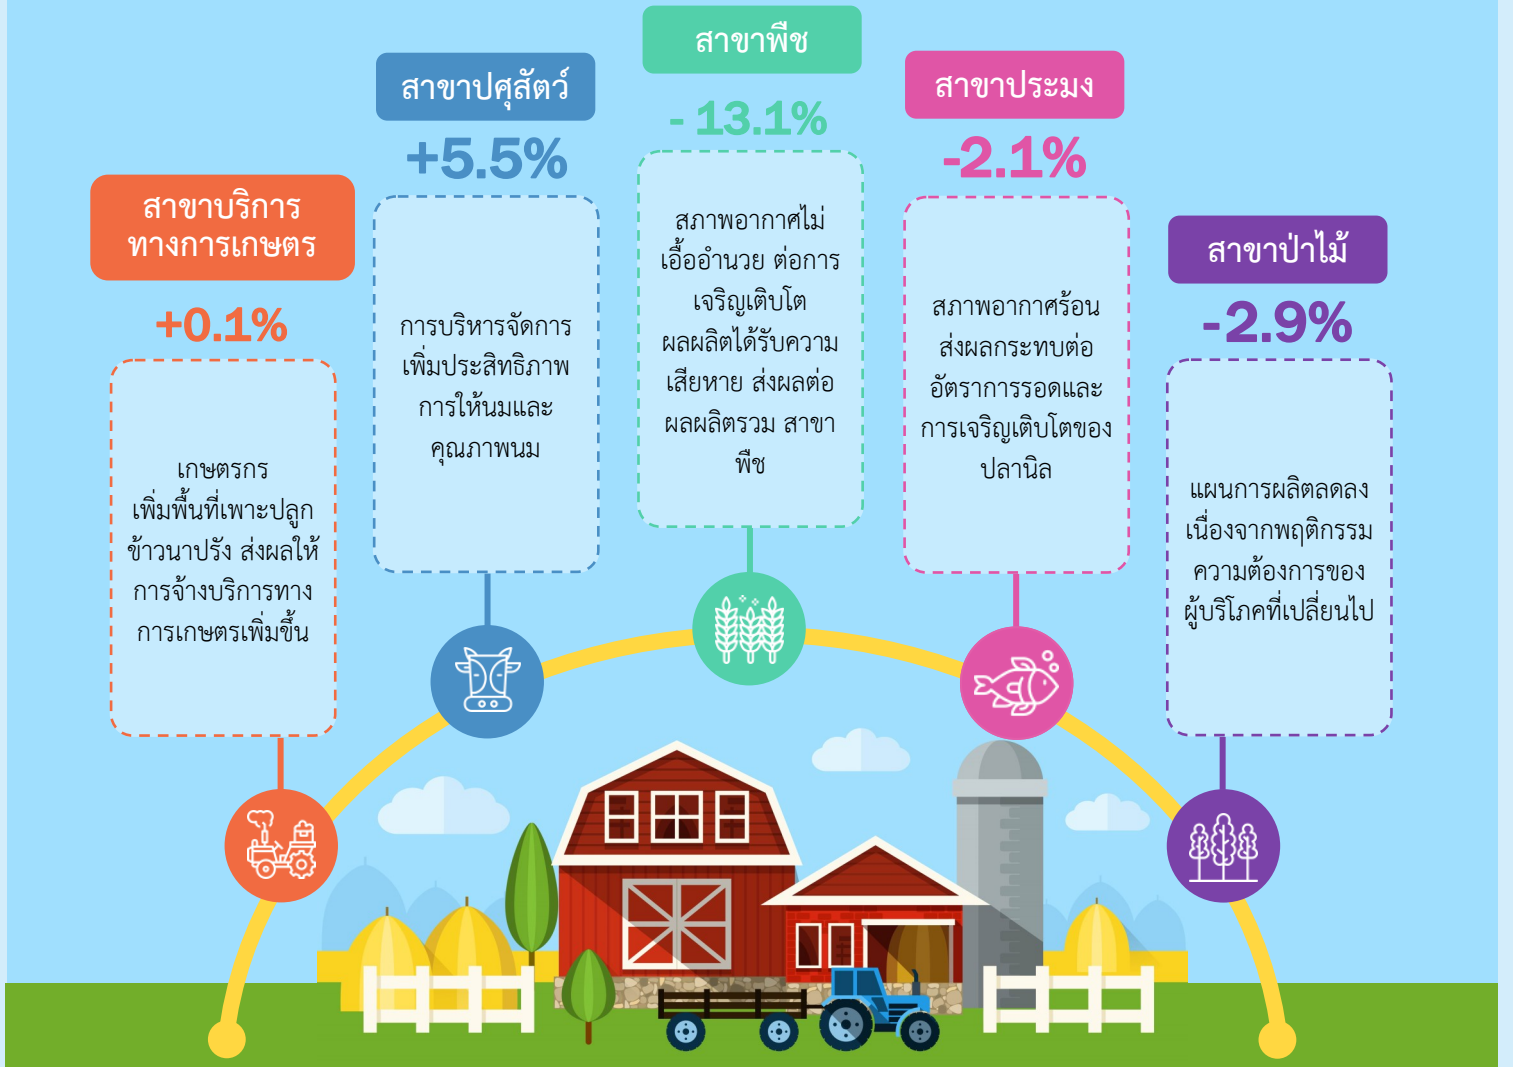 สาขาบริการ
ทางการเกษตร
+0.1%
เกษตรกร
เพิ่มพื้นที่เพาะปลูก
ข้าวนาปรัง ส่งผลให้
การจ้างบริการทาง
การเกษตรเพิ่มขึ้น
สาขาปศุสัตว์
+5.5%
การบริหารจัดการ
เพิ่มประสิทธิภาพ
การให้นมและ
คุณภาพนม
สาขาพืช
- 13.1%
สภาพอากาศไม่
เอื้ออำนวย ต่อการ
เจริญเติบโต
ผลผลิตได้รับความ
เสียหาย ส่งผลต่อ
ผลผลิตรวม สาขา
พืช
สาขาประมง
-2.1%
สภาพอากาศร้อน
ส่งผลกระทบต่อ
อัตราการรอดและ
การเจริญเติบโตของ
ปลานิล
สาขาป่าไม้
-2.9%
แผนการผลิตลดลง
เนื่องจากพฤติกรรม
ความต้องการของ
ผู้บริโภคที่เปลี่ยนไป